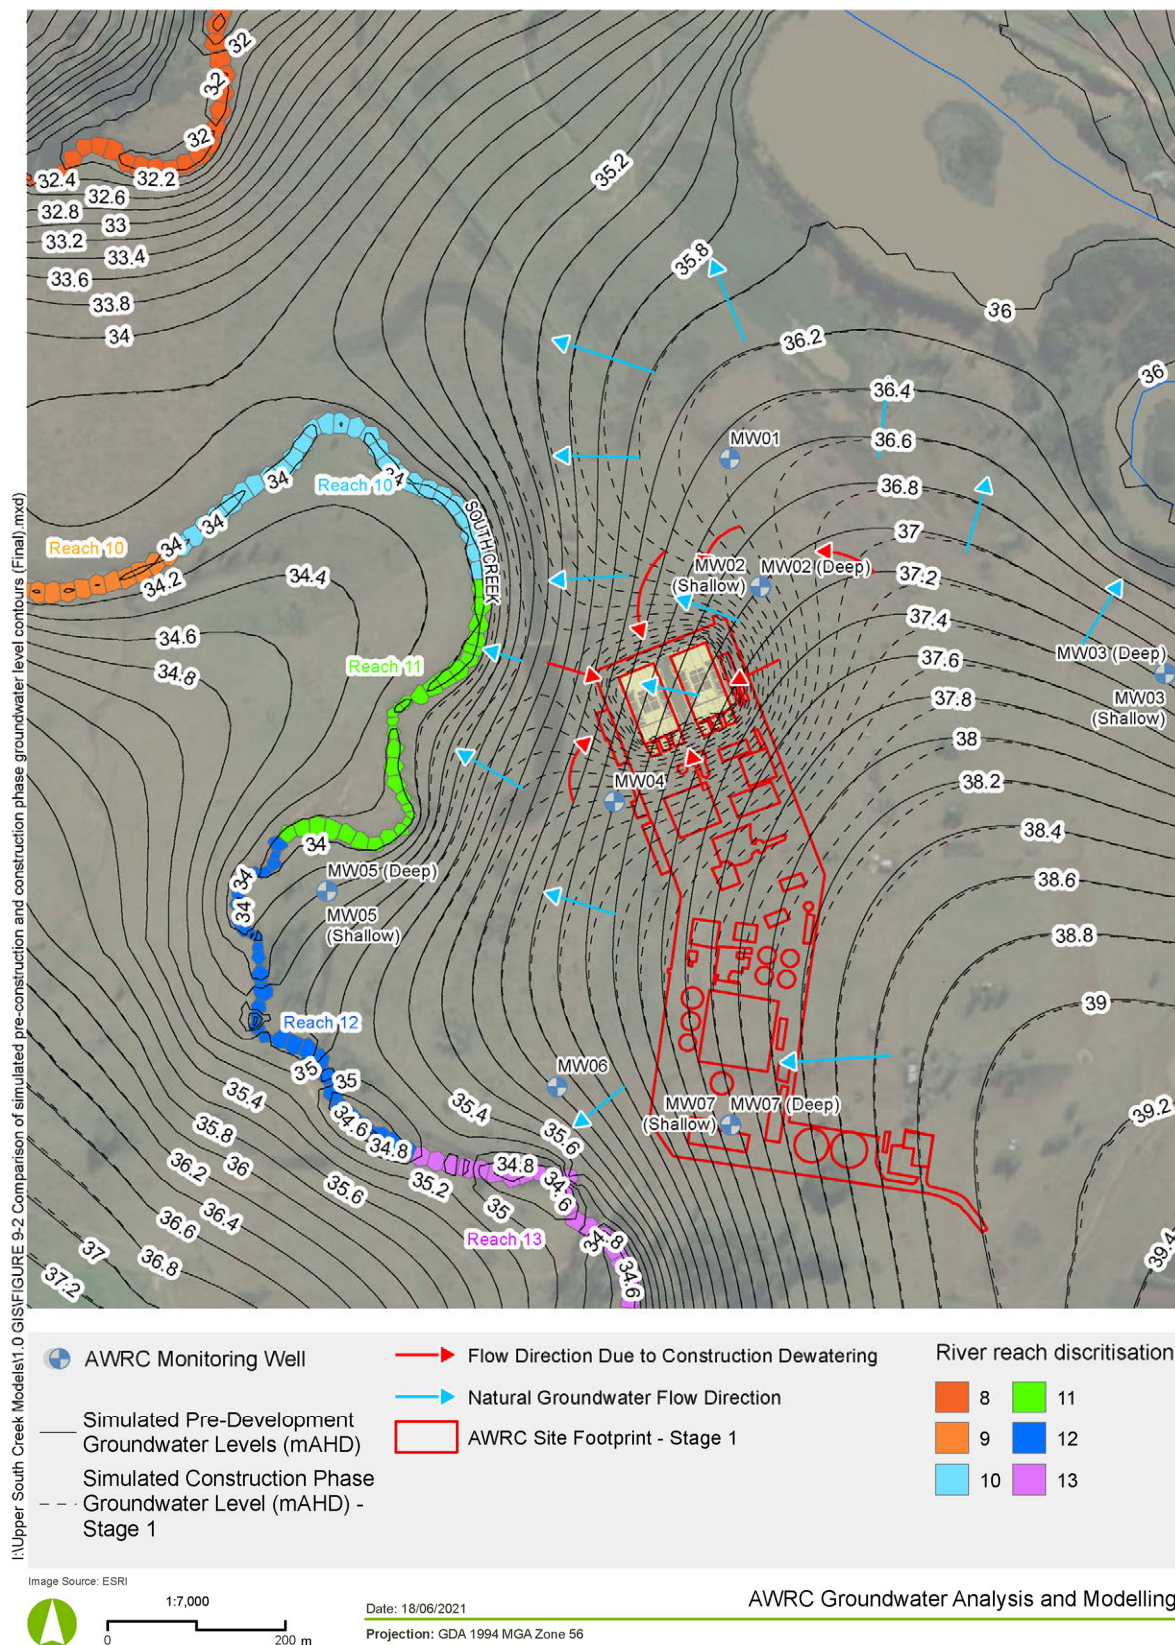 32
32
32
32.4
32.2
32.6
32.8
33
33.2
33.4
33.6
33.8
34
35.2
35.8
36
36.2
36
36.4
MW01
36.6
36.8
34
Reach 10
34
34
SOUTH CREEK
34
Reach 10
34.2
34.4
37
MW02
(Shallow)
MW02 (Deep)
37.2
37.4
34.6
34.8
Reach 11
37.6
MW03 (Deep)
MW03
(Shallow)
37.8
38
38.2
MW04
38.4
34
34
34
MW05 (Deep)
MW05
(Shallow)
38.6
38.8
39
Reach 12
35
35
MW06
35.4
35.4
MW07
(Shallow)
MW07 (Deep)
39.2
34.6
34.8
35.6
35.8
36
36.2
35.6
35.2
34.8
34.6
35
36.4
36.6
Reach 13
34.8
34.6
37
36.8
37.2
39.4
I:\Upper South Creek Models\1.0 GIS\FIGURE 9-2 Comparison of simulated pre-construction and construction phase groundwater level contours (Final).mxd
AWRC Monitoring Well
Simulated Pre-Development
Groundwater Levels (mAHD)
Simulated Construction Phase
Groundwater Level (mAHD) -
Stage 1
Flow Direction Due to Construction Dewatering
Natural Groundwater Flow Direction
AWRC Site Footprint - Stage 1
River reach discritisation
8
11
9
12
10
13
Image Source: ESRI
1:7,000
0
200 m
Date: 18/06/2021
Projection: GDA 1994 MGA Zone 56
AWRC Groundwater Analysis and Modelling